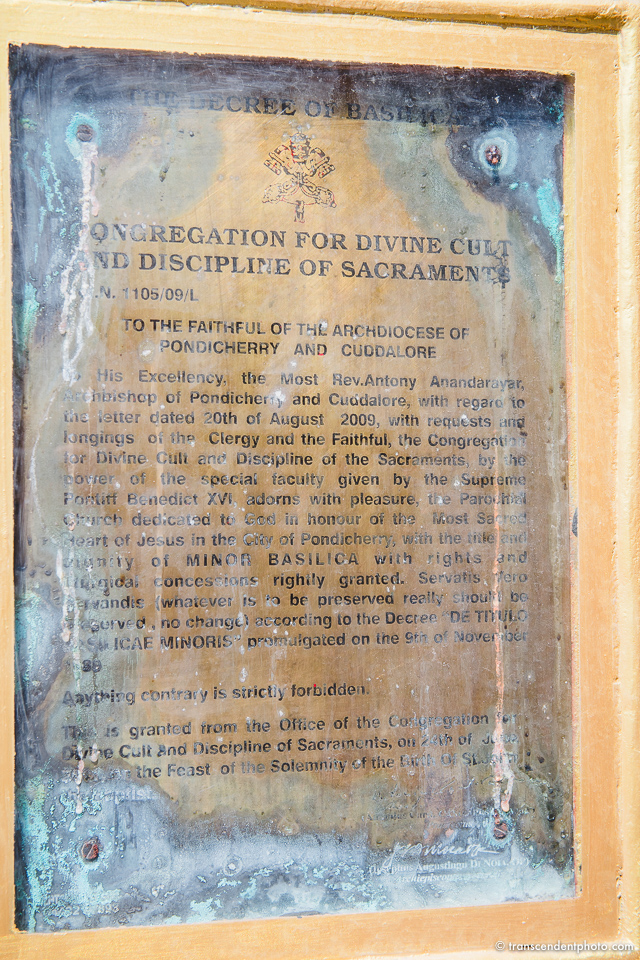 THE DECREE OF BASILICA
CONGREGATION FOR DIVINE CULT
AND DISCIPLINE OF SACRAMENTS
.N. 1105/09/L
TO THE FAITHFUL OF THE ARCHDIOCESE OF
PONDICHERRY AND CUDDALORE
His Excellency, the Most Rev.Antony Anandarayar,
Archbishop of Pondicherry and Cuddalore, with regard to
the letter dated 20th of August 2009, with requests and
longings of the Clergy and the Faithful, the Congregation
for Divine Cult and Discipline of the Sacraments, by the
power of the special faculty given by the Supreme
Pontiff Benedict XVI, adorns with pleasure, the Parochial
Church dedicated to God in honour of the Most Sacred
Heart of Jesus in the City of Pondicherry, with the title and
dignity of MINOR BASILICA with rights and
liturgical concessions righily granted. Servatis Vero
Servandis (whatever is to be preserved really should be
preserved, no change) according to the Decree "DE TITULO
BASILICAE MINORIS" promulgated on the 9th of November
Anything contrary is strictly forbidden.
This is granted from the Office of the Congregation for
Divine Cult And Discipline of Sacraments, on of
the Feast of the Solemnity of the Birth of St.
Augustinus Di
© transcendentphoto.com